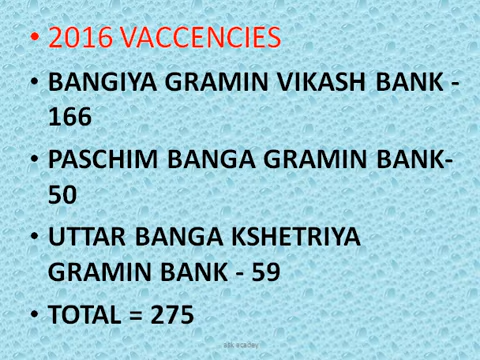 • 2016 VACCENCIES
• BANGIYA GRAMIN VIKASH BANK -
166
• PASCHIM BANGA GRAMIN BANK-
50
• UTTAR BANGA KSHETRIYA
GRAMIN BANK - 59
• TOTAL = 275